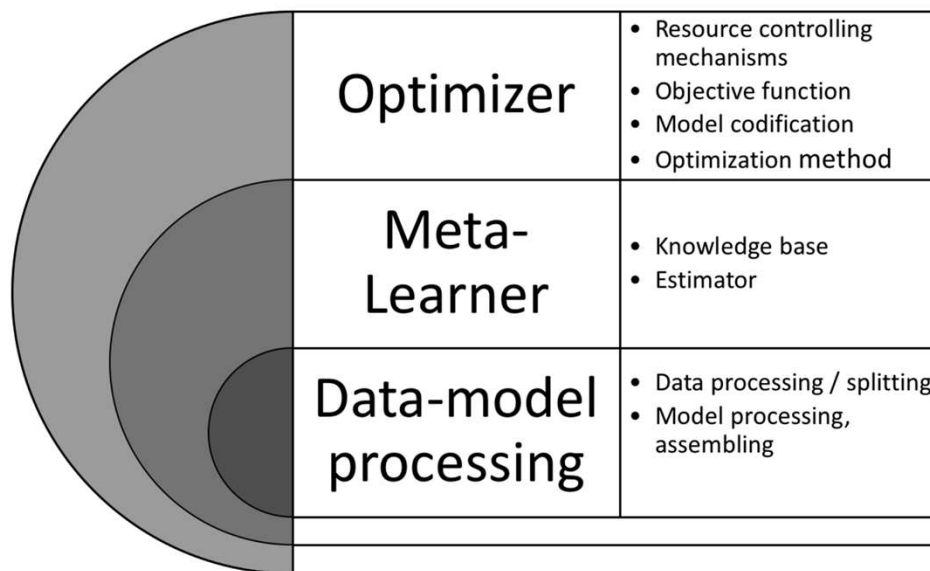 Optimizer
• Resource controlling
mechanisms
• Objective function
• Model codification
• Optimization method
Meta-
Learner
• Knowledge base
• Estimator
Data-model
processing
• Data processing / splitting
• Model processing,
assembling